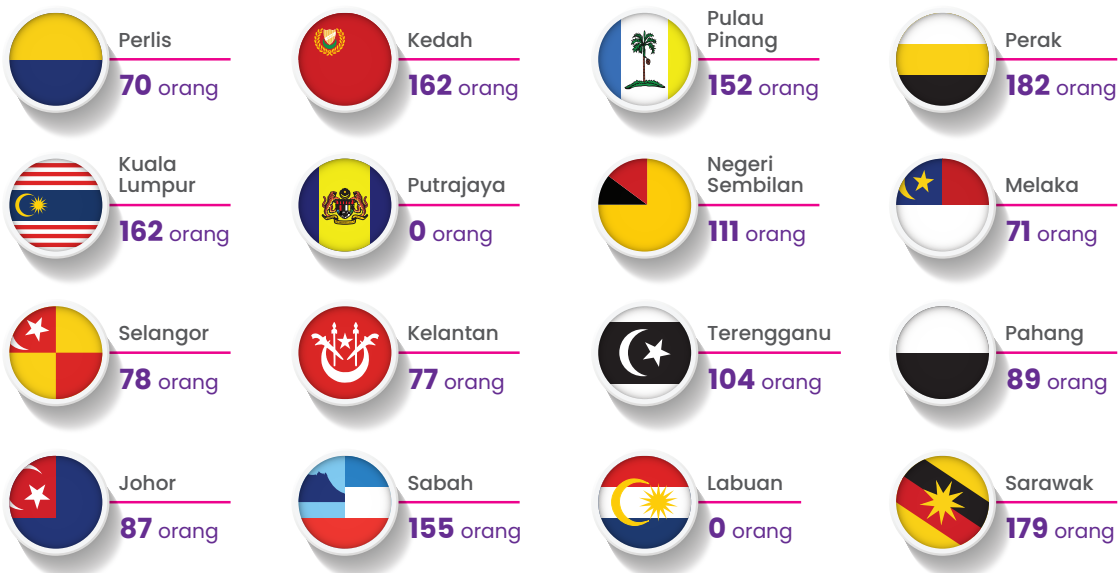 Perlis
70 orang
Kedah
162 orang
Pulau
Pinang
152 orang
Perak
182 orang
Kuala
Lumpur
162 orang
Putrajaya
0 orang
Negeri
Sembilan
111 orang
Melaka
71 orang
Selangor
78 orang
Kelantan
77 orang
Terengganu
104 orang
Pahang
89 orang
Johor
87 orang
Sabah
155 orang
Labuan
0 orang
Sarawak
179 orang